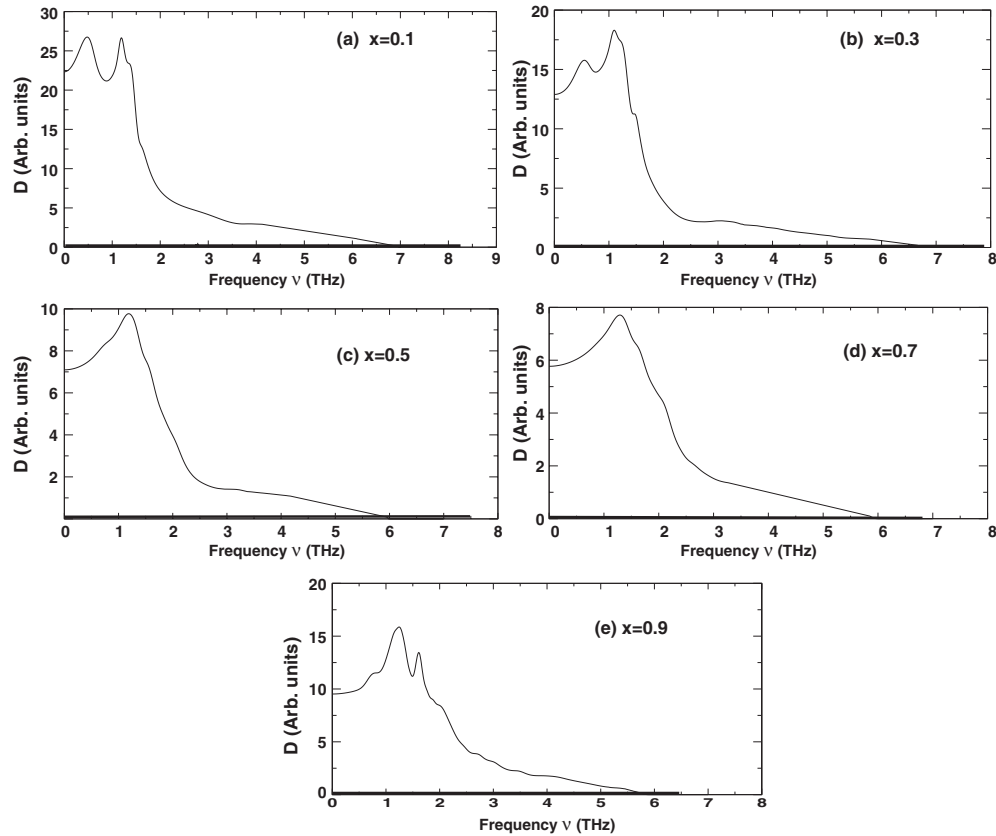 (a) x=0.1
D (Arb. units)
30
25
20
15
10
5
0
0 1 2 3 4 5 6 7 8 9
Frequency ν (THz)
(b) x=0.3
D (Arb. units)
20
15
10
5
0
0 1 2 3 4 5 6 7 8
Frequency ν (THz)
(c) x=0.5
D (Arb. units)
10
8
6
4
2
0 1 2 3 4 5 6 7 8
Frequency ν (THz)
(d) x=0.7
D (Arb. units)
8
6
4
2
0
0 1 2 3 4 5 6 7 8
Frequency ν (THz)
(e) x=0.9
D (Arb. units)
20
15
10
5
0
0 1 2 3 4 5 6 7 8
Frequency ν (THz)